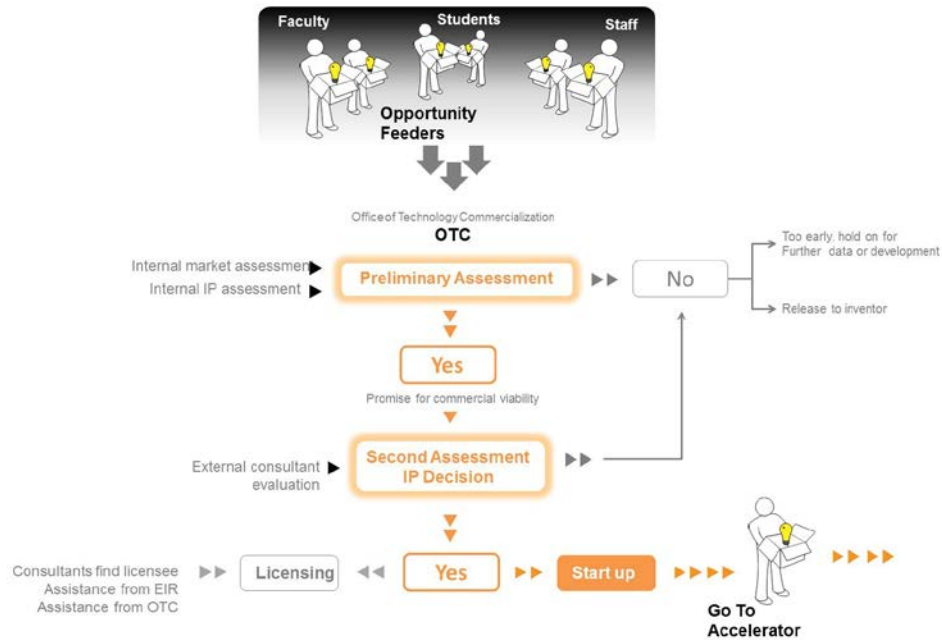 Faculty
Students
Staff
Opportunity
Feeders
Office of Technology Commercialization
OTC
Internal market assessment
Internal IP assessment
Preliminary Assessment
No
Too early, hold on for
Further data or development
Release to inventor
Yes
Promise for commercial viability
External consultant
evaluation
Second Assessment
IP Decision
Consultants find licensee
Assistance from EIR
Assistance from OTC
Licensing
Yes
Start up
Go To
Accelerator